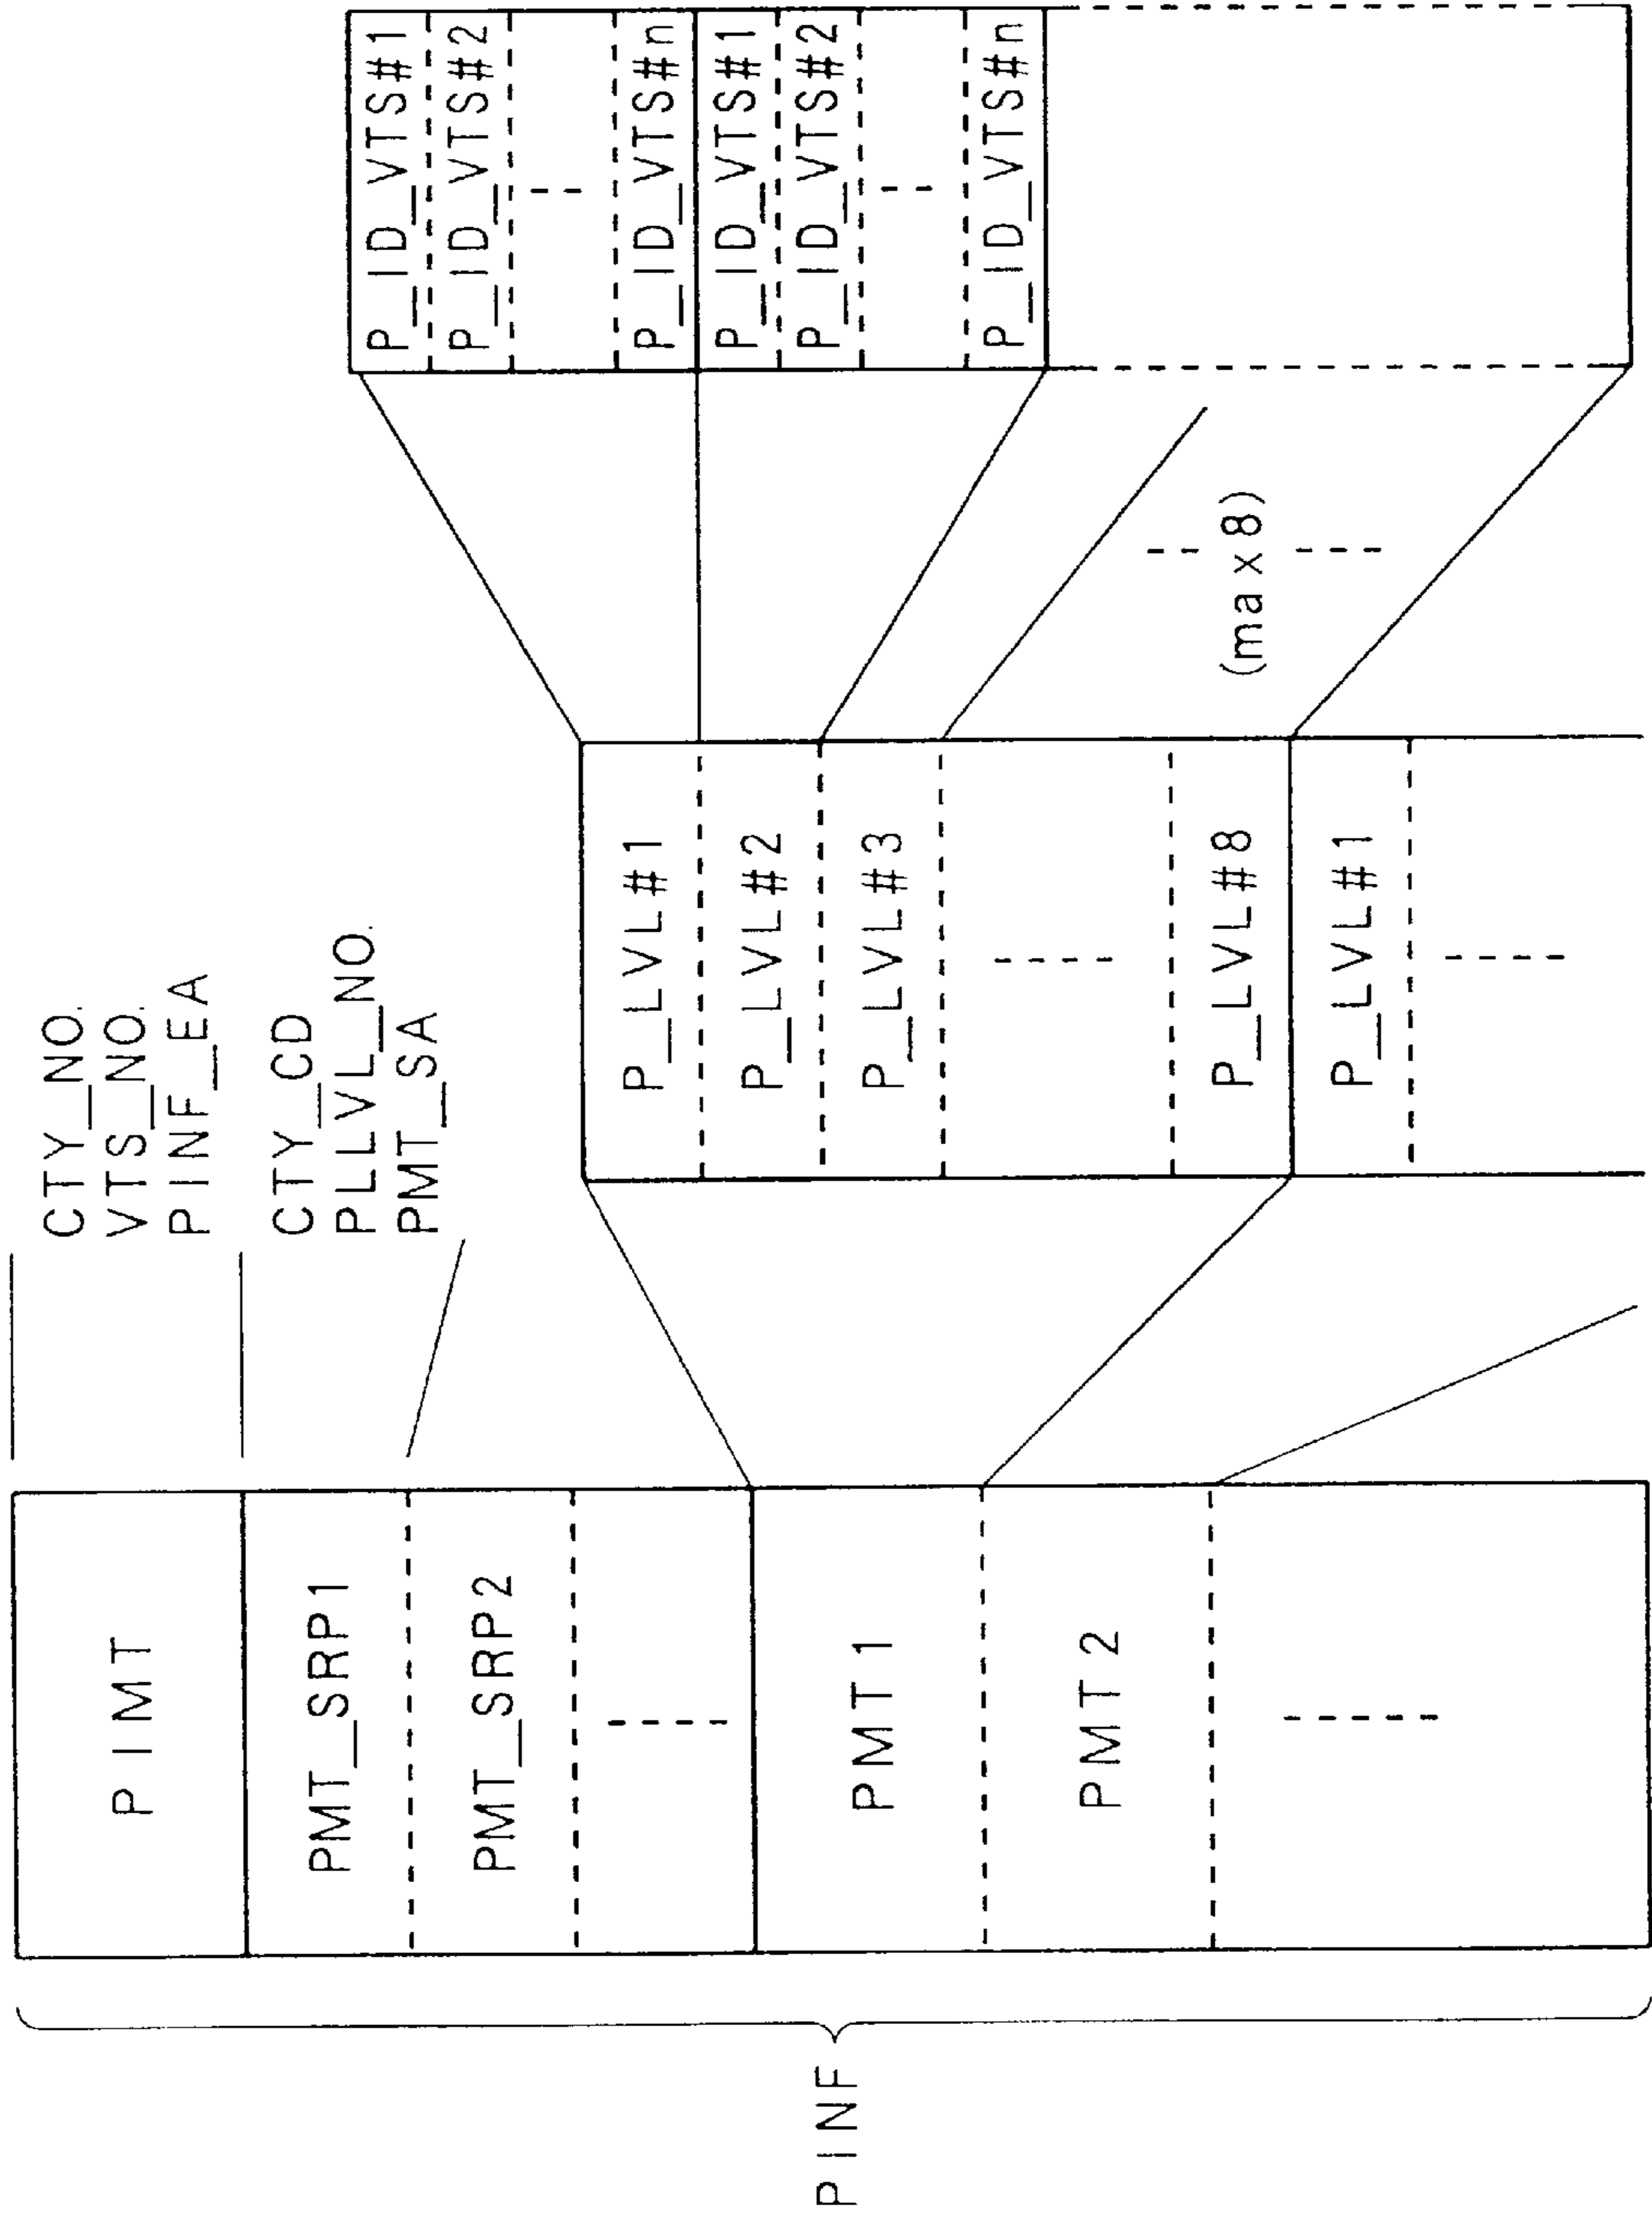 PINF
PIMT
PMT_SRP1
PMT_SRP2
PMT1
PMT2
CTY_NO.
VTS_NO.
PINF_EA
CTY_CD
PLLVL_NO.
PMT_SA
P_LVL#1
P_LVL#2
P_LVL#3
P_LVL#8
P_LVL#1
(max8)
P_ID_VTS#1
P_ID_VTS#2
P_ID_VTS#n
P_ID_VTS#1
P_ID_VTS#2
P_ID_VTS#n